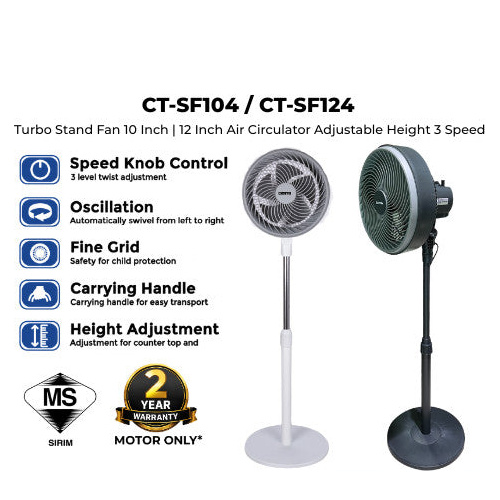 CT-SF104 / CT-SF124
Turbo Stand Fan 10 Inch | 12 Inch Air Circulator Adjustable Height 3 Speed
Speed Knob Control
3 level twist adjustment
Oscillation
Automatically swivel from left to right
Fine Grid
Safety for child protection
Carrying Handle
Carrying handle for easy transport
Height Adjustment
Adjustment for counter top and
MS
SIRIM
2
YEAR
WARRANTY
MOTOR ONLY*